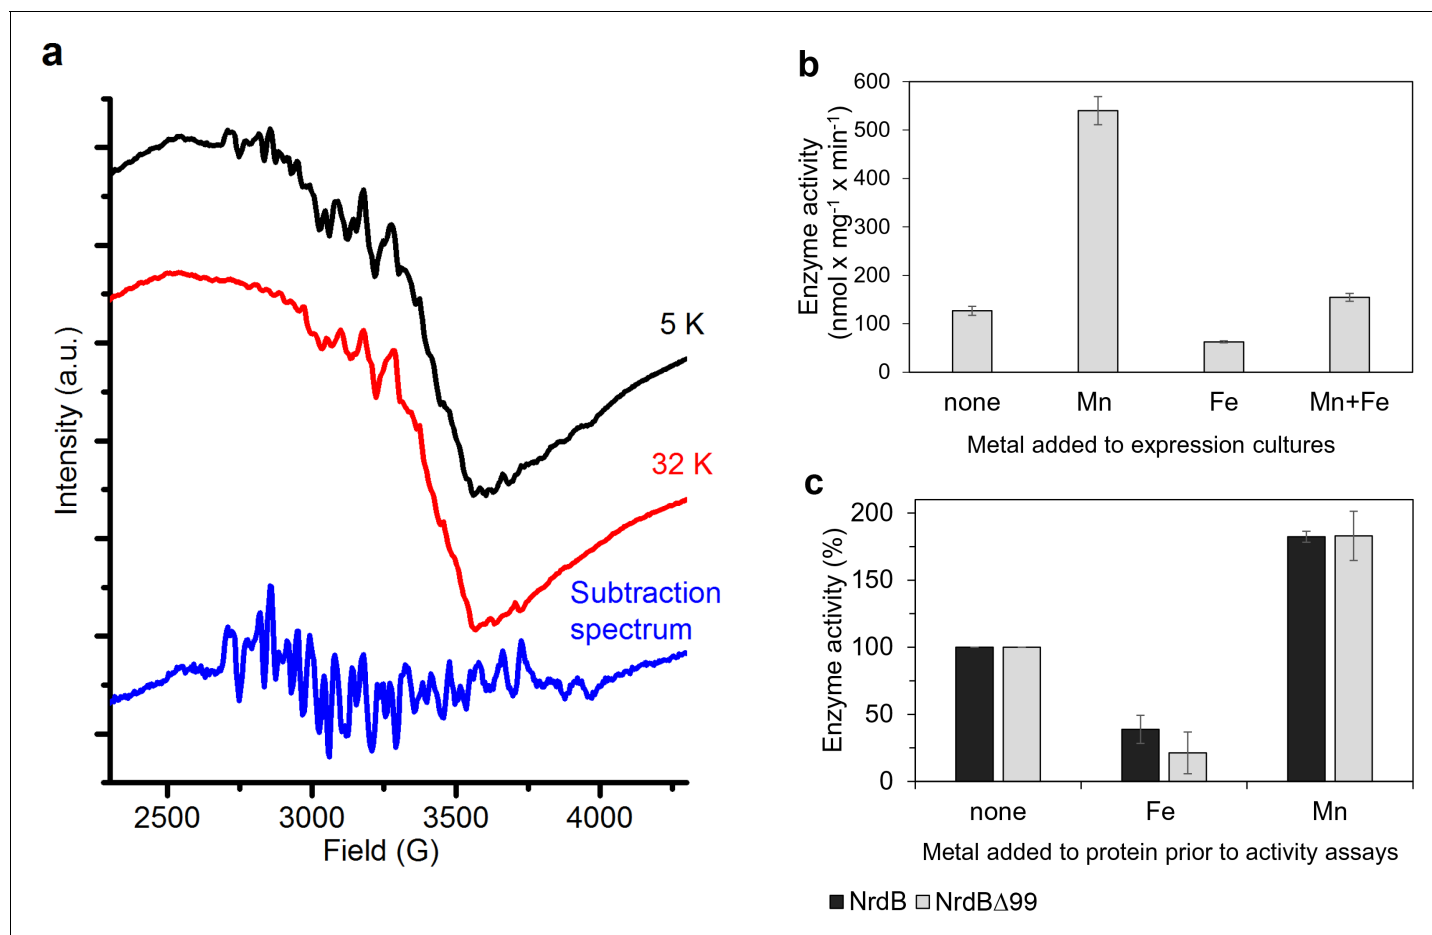 a
Intensity (a.u.)
5 K
32 K
Subtraction
spectrum
2500
3000
3500
4000
Field (G)
b
Enzyme activity
(nmol x mg⁻¹ x min⁻¹)
600
500
400
300
200
100
0
none
Mn
Fe
Mn+Fe
Metal added to expression cultures
c
Enzyme activity (%)
200
150
100
50
0
none
Fe
Mn
Metal added to protein prior to activity assays
NrdB
NrdBΔ99